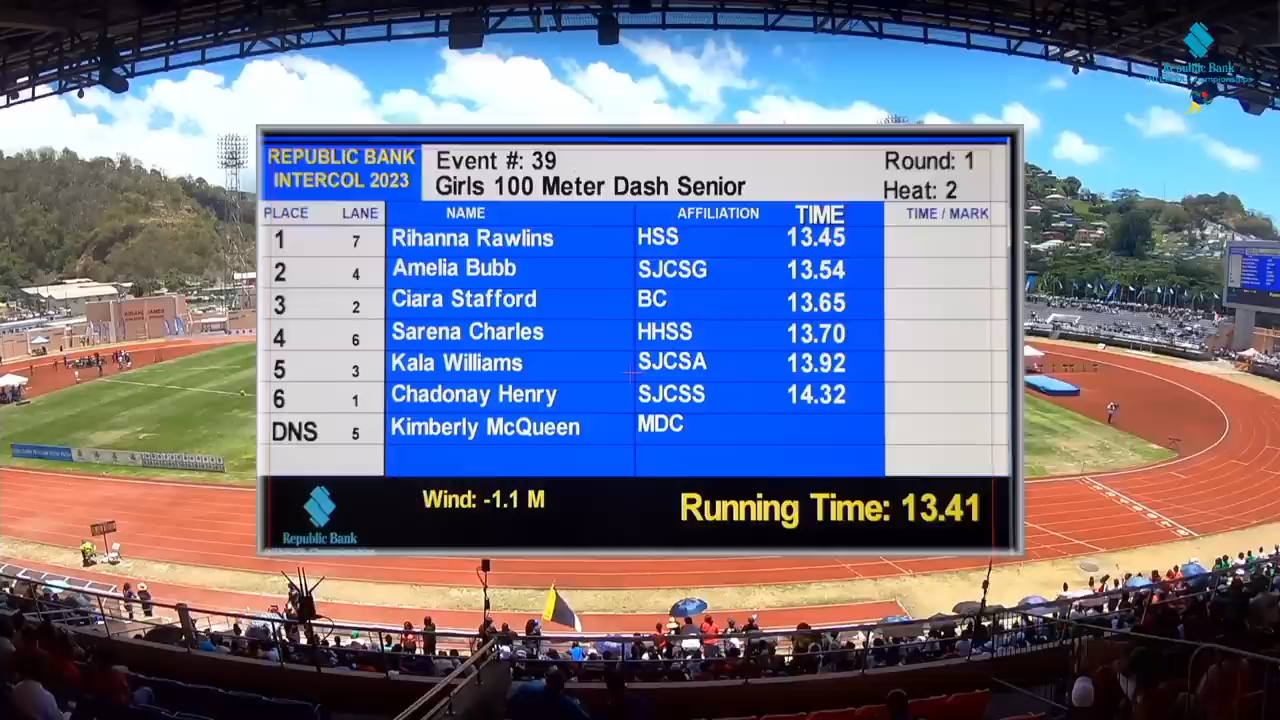 Republic Bank
REPUBLIC BANK
INTERCOL 2023
Event #: 39
Girls 100 Meter Dash Senior
Round: 1
Heat: 2
PLACE LANE NAME AFFILIATION TIME TIME / MARK
1 7 Rihanna Rawlins HSS 13.45
2 4 Amelia Bubb SJCSG 13.54
3 2 Ciara Stafford BC 13.65
4 6 Sarena Charles HHSS 13.70
5 3 Kala Williams SJCSA 13.92
6 1 Chadonay Henry SJCSS 14.32
DNS 5 Kimberly McQueen MDC
Wind: -1.1 M
Running Time: 13.41
Republic Bank